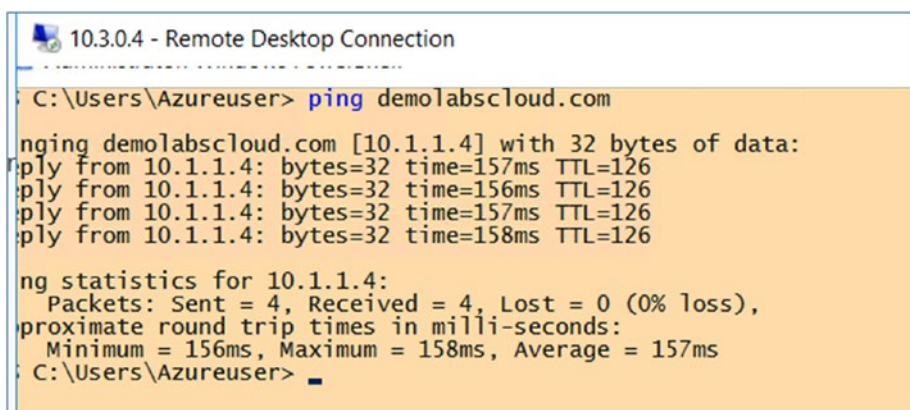 10.3.0.4 - Remote Desktop Connection
C:\Users\Azureuser> ping demolabscloud.com
nging demolabscloud.com [10.1.1.4] with 32 bytes of data:
eply from 10.1.1.4: bytes=32 time=157ms TTL=126
eply from 10.1.1.4: bytes=32 time=156ms TTL=126
eply from 10.1.1.4: bytes=32 time=157ms TTL=126
eply from 10.1.1.4: bytes=32 time=158ms TTL=126
ng statistics for 10.1.1.4:
Packets: Sent = 4, Received = 4, Lost = 0 (0% loss),
proximate round trip times in milli-seconds:
Minimum = 156ms, Maximum = 158ms, Average = 157ms
C:\Users\Azureuser>